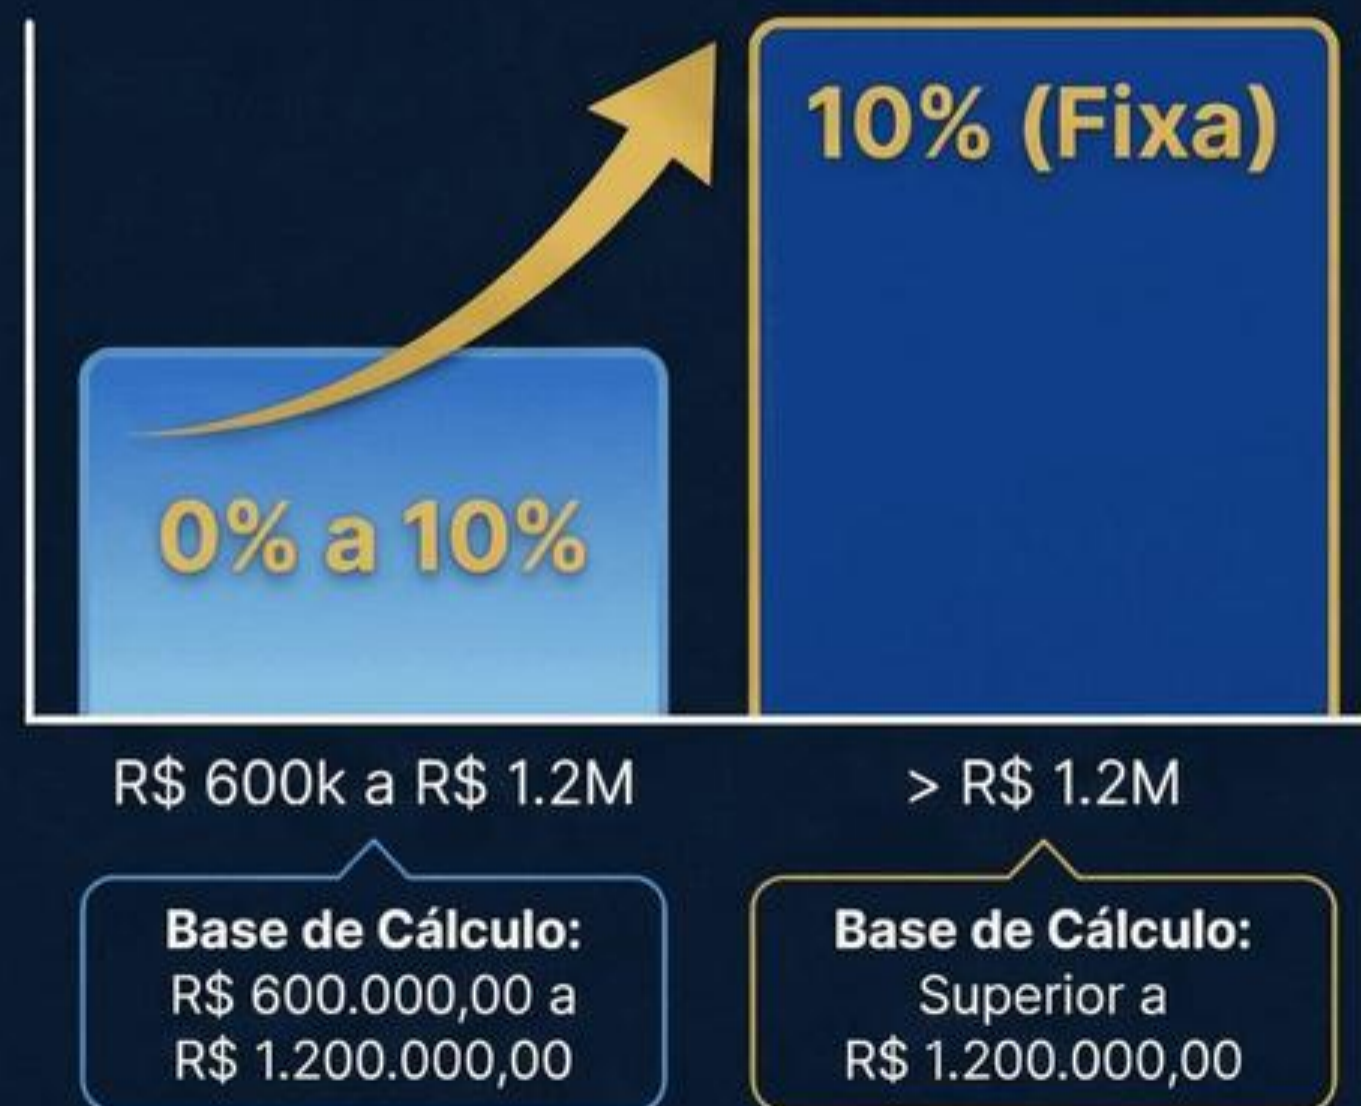 10% (Fixa)
0% a 10%
R$ 600k a R$ 1.2M
> R$ 1.2M
Base de Cálculo:
R$ 600.000,00 a
R$ 1.200.000,00
Base de Cálculo:
Superior a
R$ 1.200.000,00